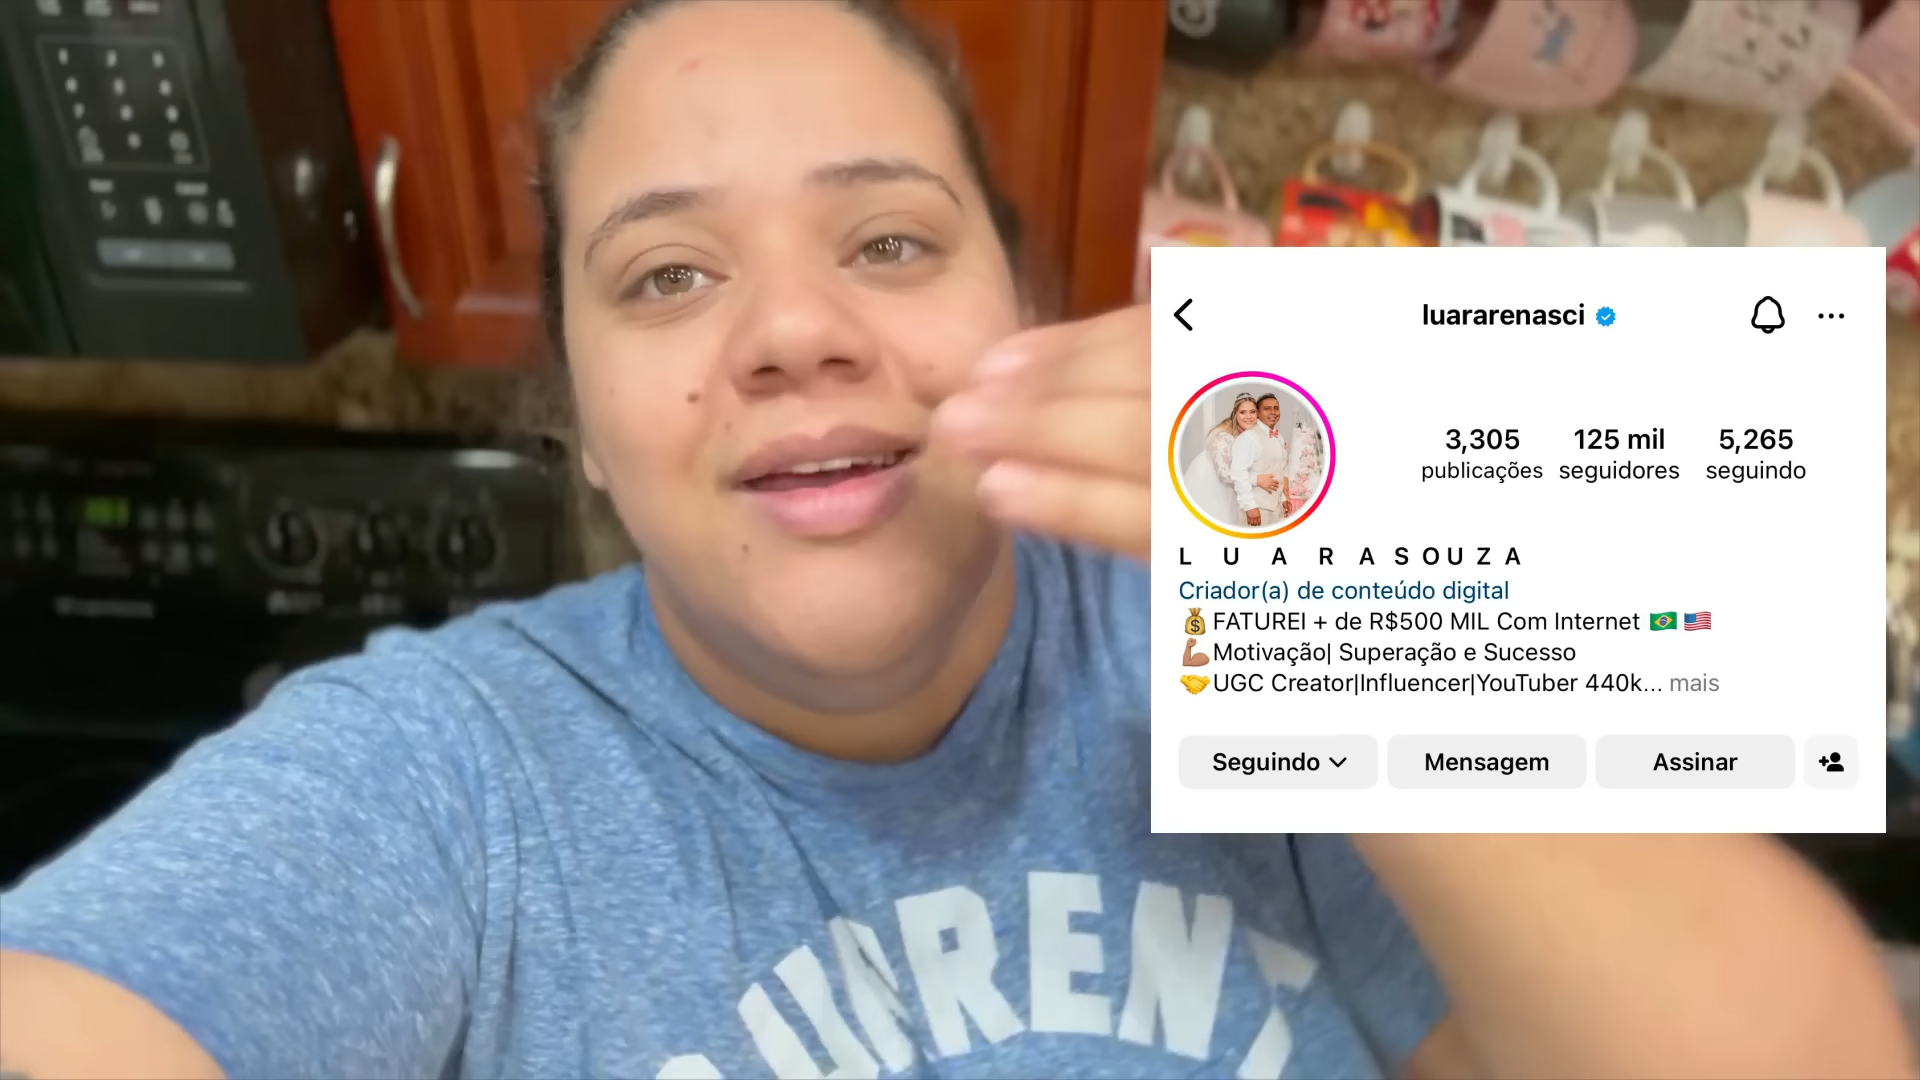 luararenasci
3,305 125 mil 5,265
publicações seguidores seguindo
L U A R A S O U Z A
Criador(a) de conteúdo digital
💰FATUREI + de R$500 MIL Com Internet 🇧🇷 🇺🇸
💪🏽Motivação| Superação e Sucesso
🤝UGC Creator|Influencer|YouTuber 440k... mais
Seguindo Mensagem Assinar